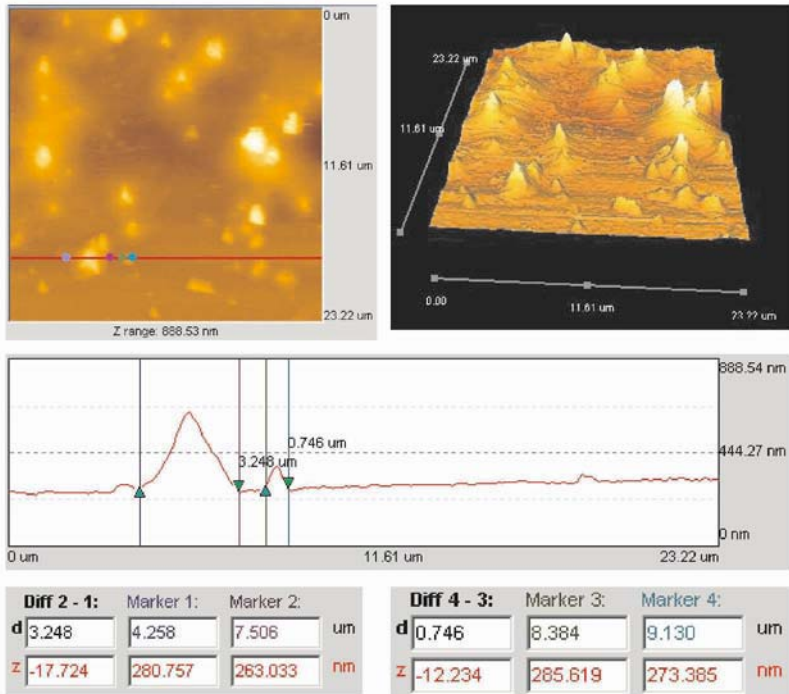 0 um
11.61 um
23.22 um
Z range: 888.53 nm
23.22 um
11.61 um
0.00
11.61 um
23.22 um
888.54 nm
0.746 um
3.248 um
444.27 nm
0 nm
0 um
11.61 um
23.22 um
Diff 2 - 1: Marker 1: Marker 2:
d 3.248 4.258 7.506 um
z -17.724 280.757 263.033 nm
Diff 4 - 3: Marker 3: Marker 4:
d 0.746 8.384 9.130 um
z -12.234 285.619 273.385 nm